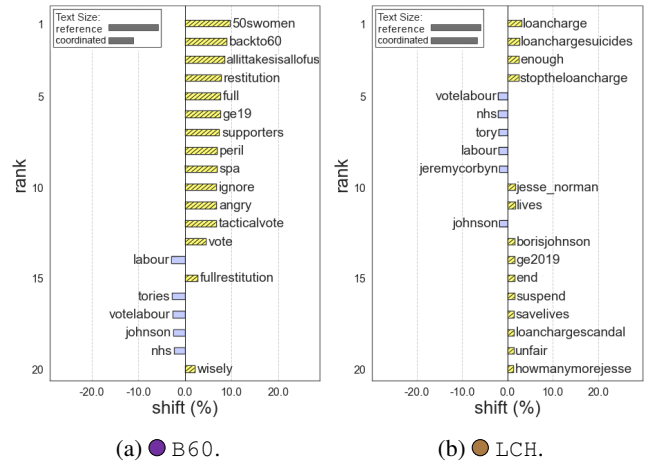 Text Size:
reference
coordinated
1
5
10
15
20
rank
50swomen
backto60
allittakesisallofus
restitution
full
ge19
supporters
peril
spa
ignore
angry
tacticalvote
vote
labour
fullrestitution
tories
votelabour
johnson
nhs
wisely
-20.0 -10.0 0.0 10.0 20.0
shift (%)
(a) B60.
Text Size:
reference
coordinated
1
5
10
15
20
rank
loancharge
loanchargesuicides
enough
stoptheloancharge
votelabour
nhs
tory
labour
jeremycorbyn
jesse_norman
lives
johnson
borisjohnson
ge2019
end
suspend
savelives
loanchargescandal
unfair
howmanymorejesse
-20.0 -10.0 0.0 10.0 20.0
shift (%)
(b) LCH.